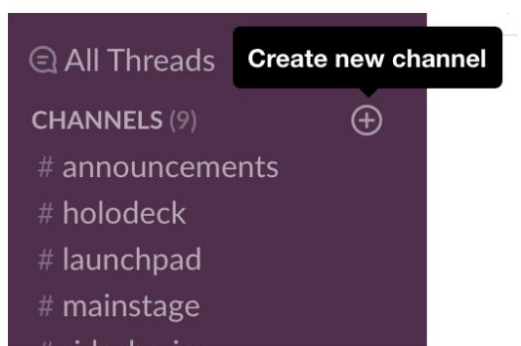 All Threads
Create new channel
CHANNELS (9)
# announcements
# holodeck
# launchpad
# mainstage